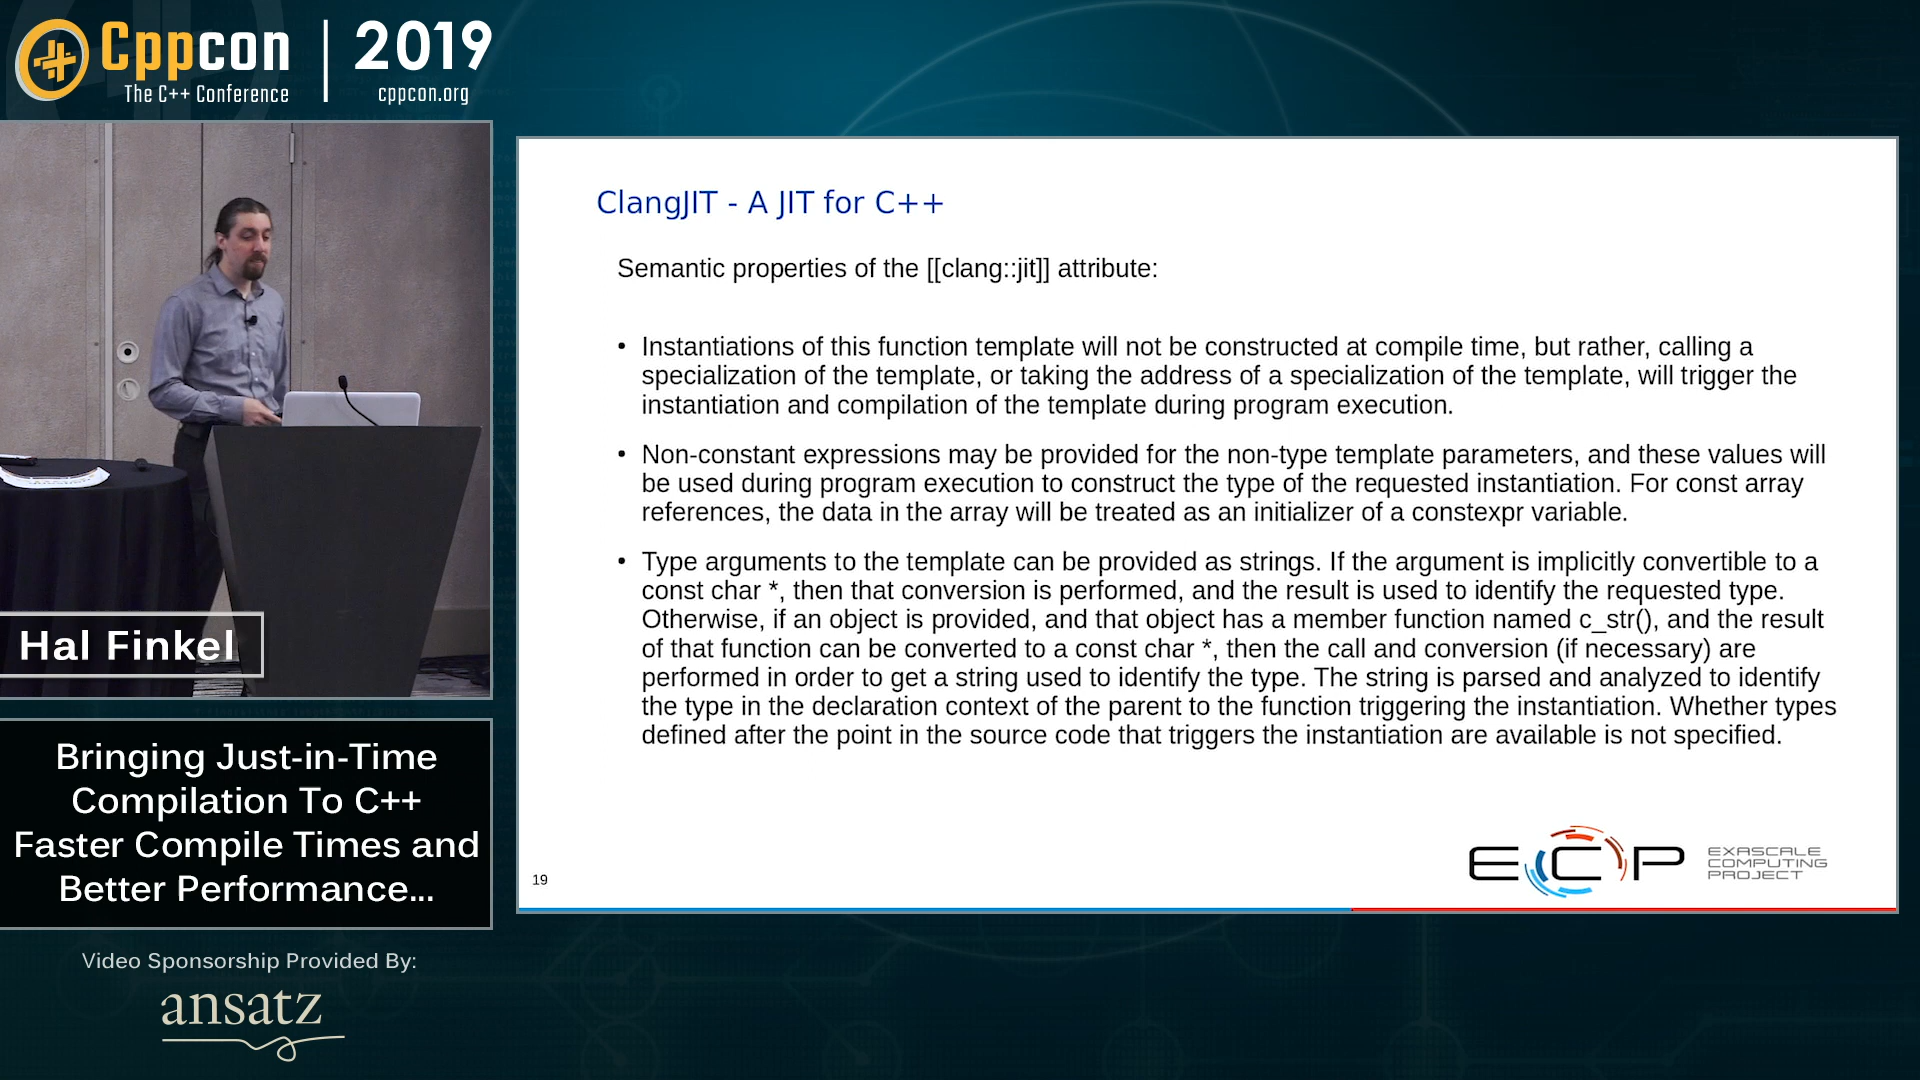 Cppcon
The C++ Conference
2019
cppcon.org
ClangJIT - A JIT for C++
Semantic properties of the [[clang::jit]] attribute:
• Instantiations of this function template will not be constructed at compile time, but rather, calling a
specialization of the template, or taking the address of a specialization of the template, will trigger the
instantiation and compilation of the template during program execution.
• Non-constant expressions may be provided for the non-type template parameters, and these values will
be used during program execution to construct the type of the requested instantiation. For const array
references, the data in the array will be treated as an initializer of a constexpr variable.
• Type arguments to the template can be provided as strings. If the argument is implicitly convertible to a
const char *, then that conversion is performed, and the result is used to identify the requested type.
Otherwise, if an object is provided, and that object has a member function named c_str(), and the result
of that function can be converted to a const char *, then the call and conversion (if necessary) are
performed in order to get a string used to identify the type. The string is parsed and analyzed to identify
the type in the declaration context of the parent to the function triggering the instantiation. Whether types
defined after the point in the source code that triggers the instantiation are available is not specified.
19
ECP
EXASCALE
COMPUTING
PROJECT
Hal Finkel
Bringing Just-in-Time
Compilation To C++
Faster Compile Times and
Better Performance...
Video Sponsorship Provided By:
ansatz